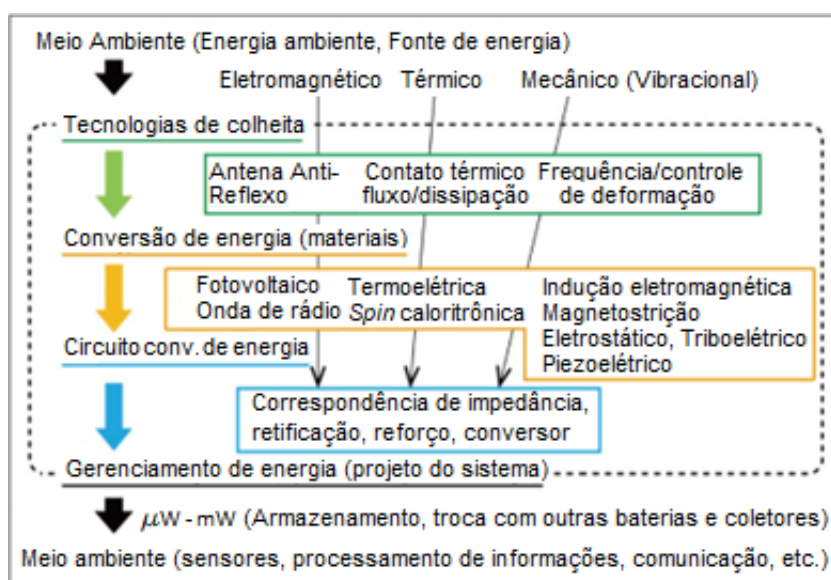 Meio Ambiente (Energia ambiente, Fonte de energia)
Eletromagnético Térmico Mecânico (Vibracional)
Tecnologias de colheita
Antena Anti-
Reflexo
Contato térmico
fluxo/dissipação
Frequência/controle
de deformação
Conversão de energia (materiais)
Fotovoltaico
Onda de rádio
Termoelétrica
Spin caloritrônica
Indução eletromagnética
Magnetostrição
Eletrostático, Triboelétrico
Piezoelétrico
Circuito conv. de energia
Correspondência de impedância,
retificação, reforço, conversor
Gerenciamento de energia (projeto do sistema)
μW - mW (Armazenamento, troca com outras baterias e coletores)
Meio ambiente (sensores, processamento de informações, comunicação, etc.)